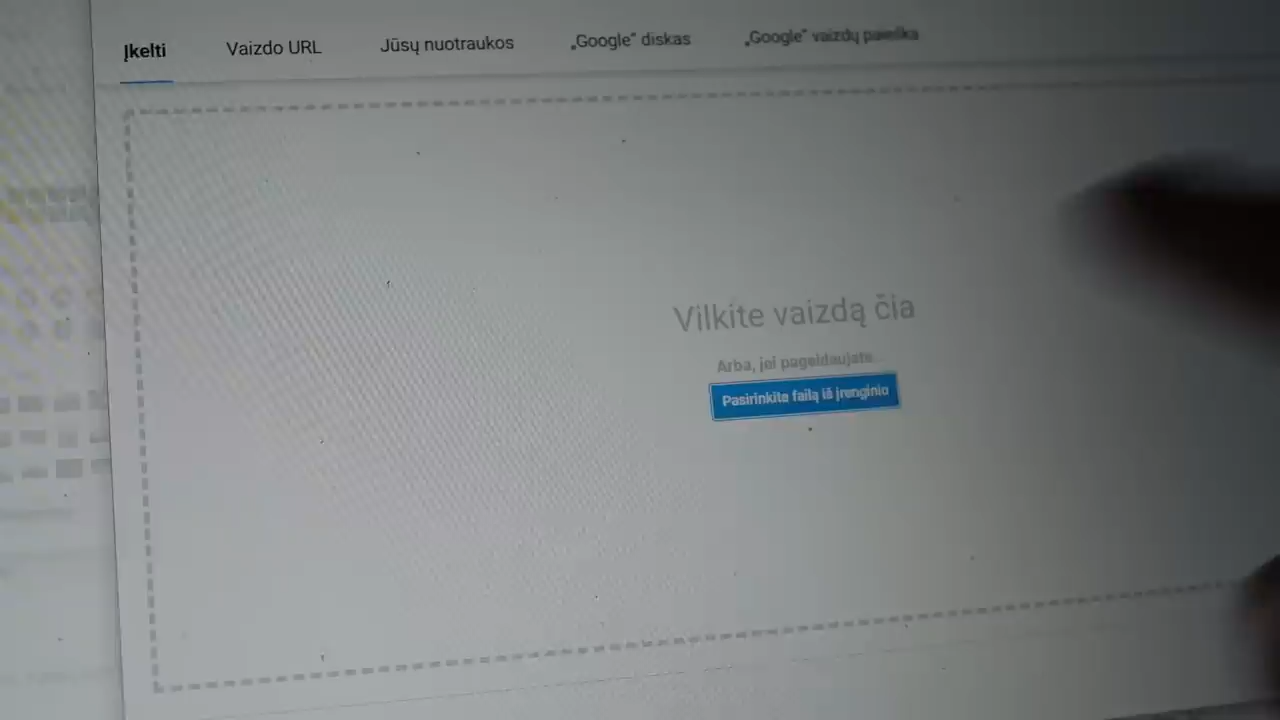 Įkelti
Vaizdo URL
Jūsų nuotraukos
„Google“ diskas
„Google“ vaizdų paieška
Vilkite vaizdą čia
Arba, jei pageidaujate...
Pasirinkite failą iš įrenginio